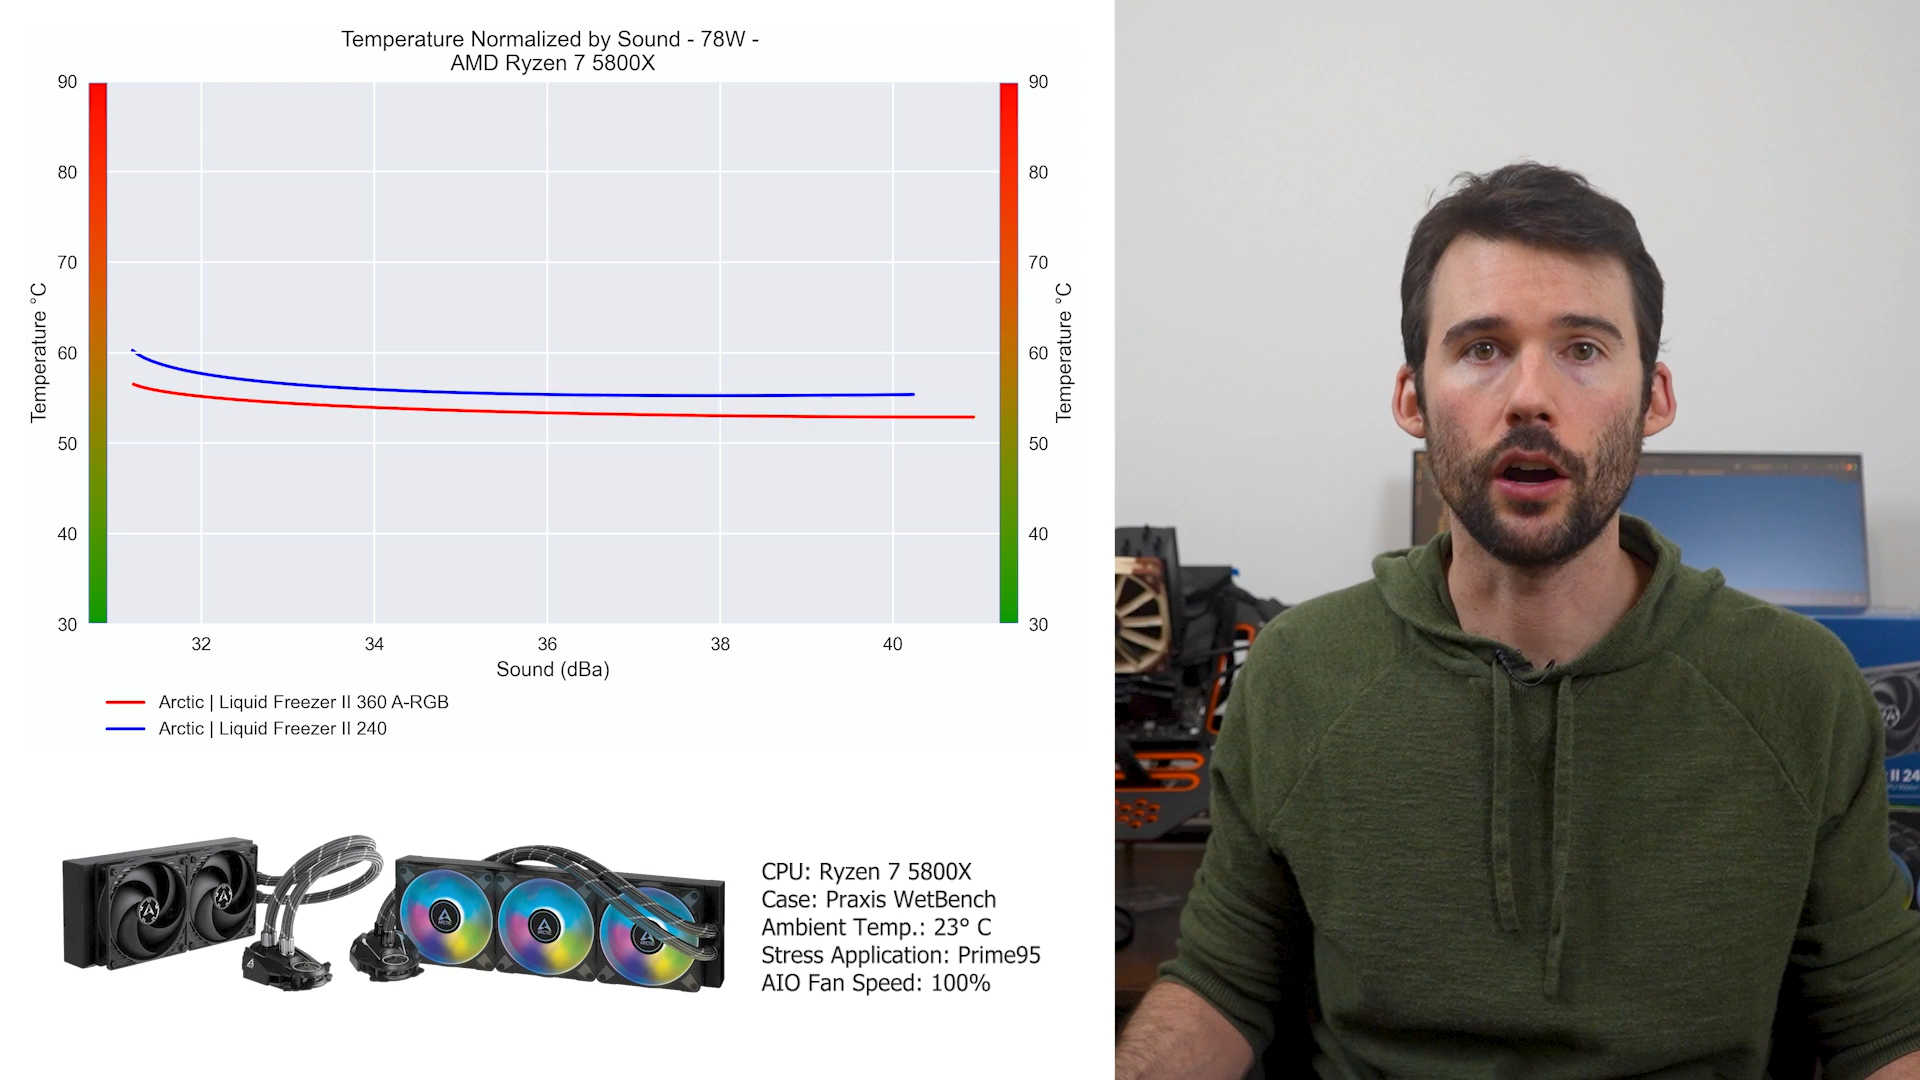 Temperature Normalized by Sound - 78W -
AMD Ryzen 7 5800X
90
80
70
60
50
40
30
Temperature °C
90
80
70
60
50
40
30
Temperature °C
32
34
36
38
40
Sound (dBa)
Arctic | Liquid Freezer II 360 A-RGB
Arctic | Liquid Freezer II 240
CPU: Ryzen 7 5800X
Case: Praxis WetBench
Ambient Temp.: 23° C
Stress Application: Prime95
AIO Fan Speed: 100%
II 24